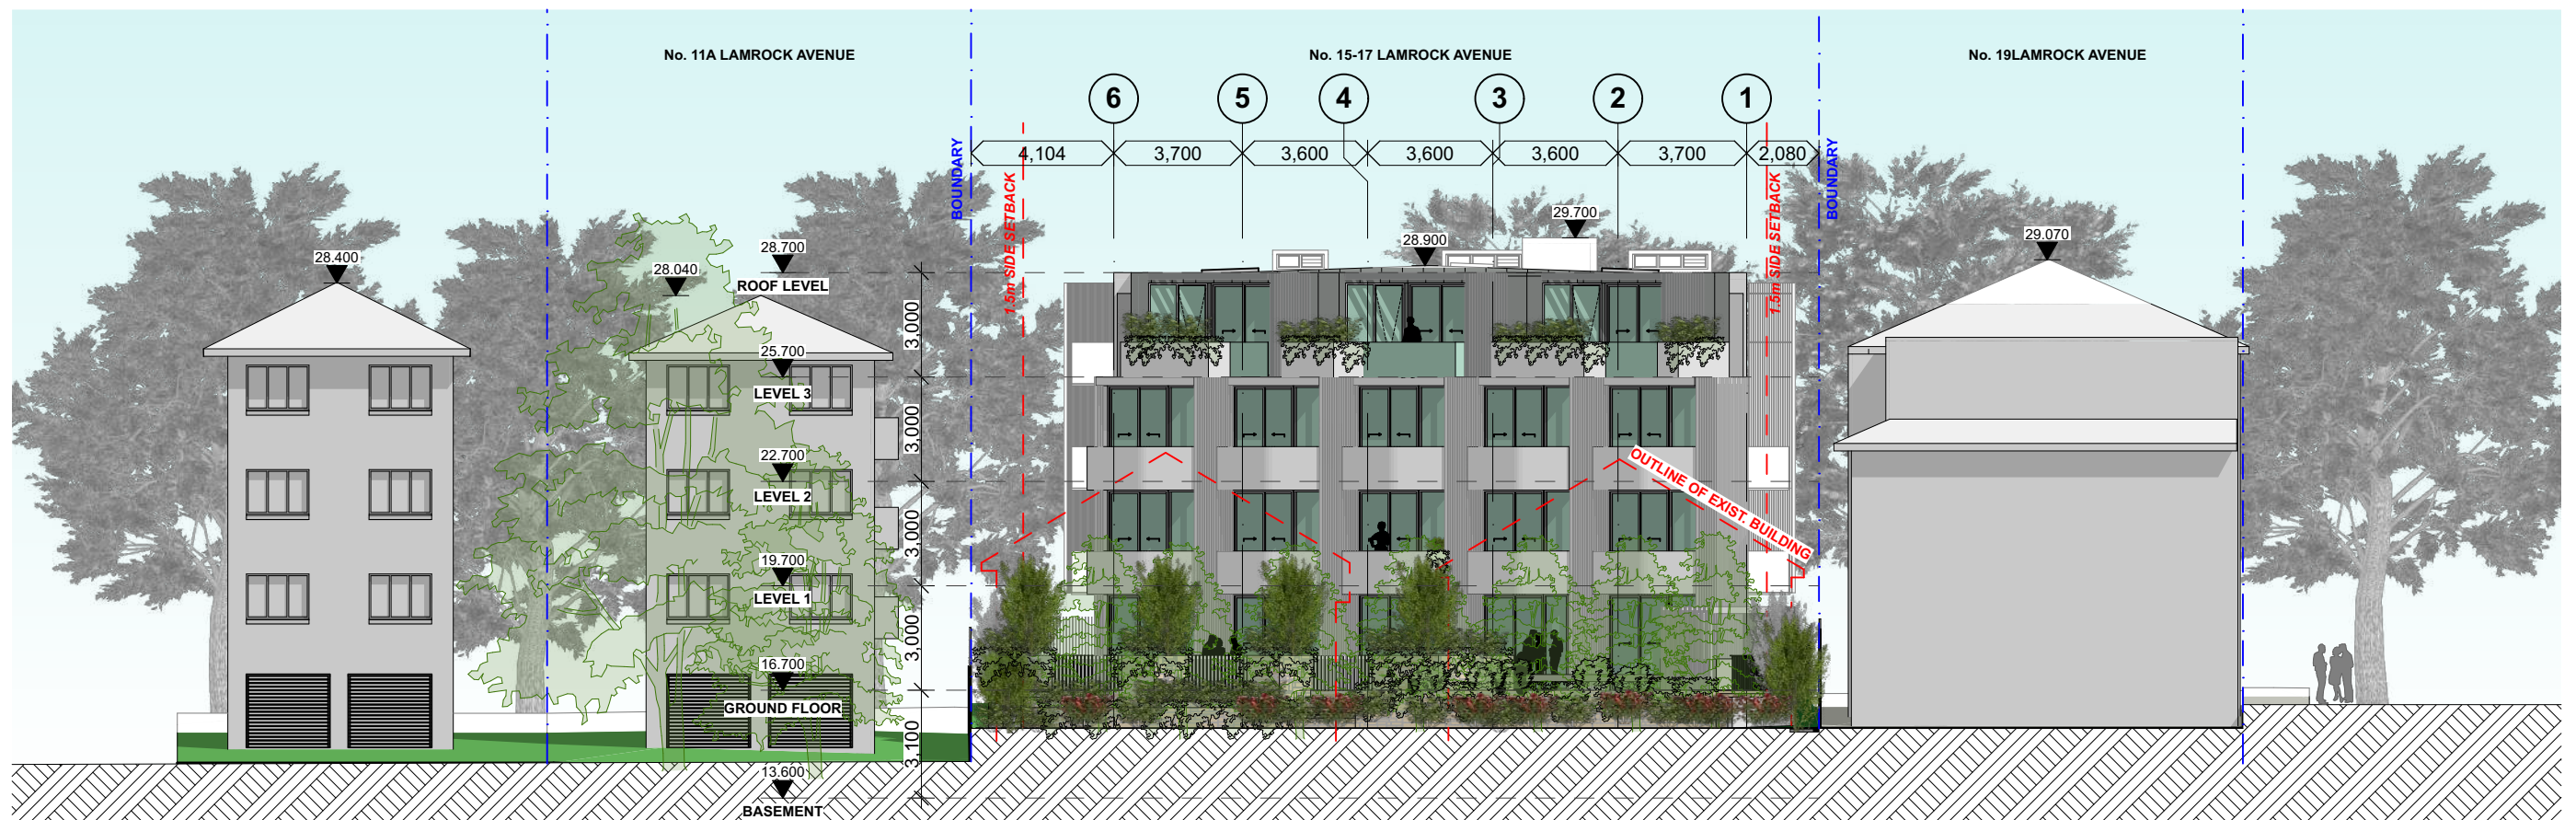 No. 11A LAMROCK AVENUE
No. 15-17 LAMROCK AVENUE
No. 19LAMROCK AVENUE
6
5
4
3
2
1
BOUNDARY
4,104
3,700
3,600
3,600
3,600
3,700
2,080
BOUNDARY
1.5m SIDE SETBACK
1.5m SIDE SETBACK
28.400
28.040
28.700
ROOF LEVEL
28.900
29.700
29.070
3,000
25.700
LEVEL 3
3,000
22.700
LEVEL 2
OUTLINE OF EXIST. BUILDING
3,000
19.700
LEVEL 1
3,000
16.700
GROUND FLOOR
3,100
13.600
BASEMENT